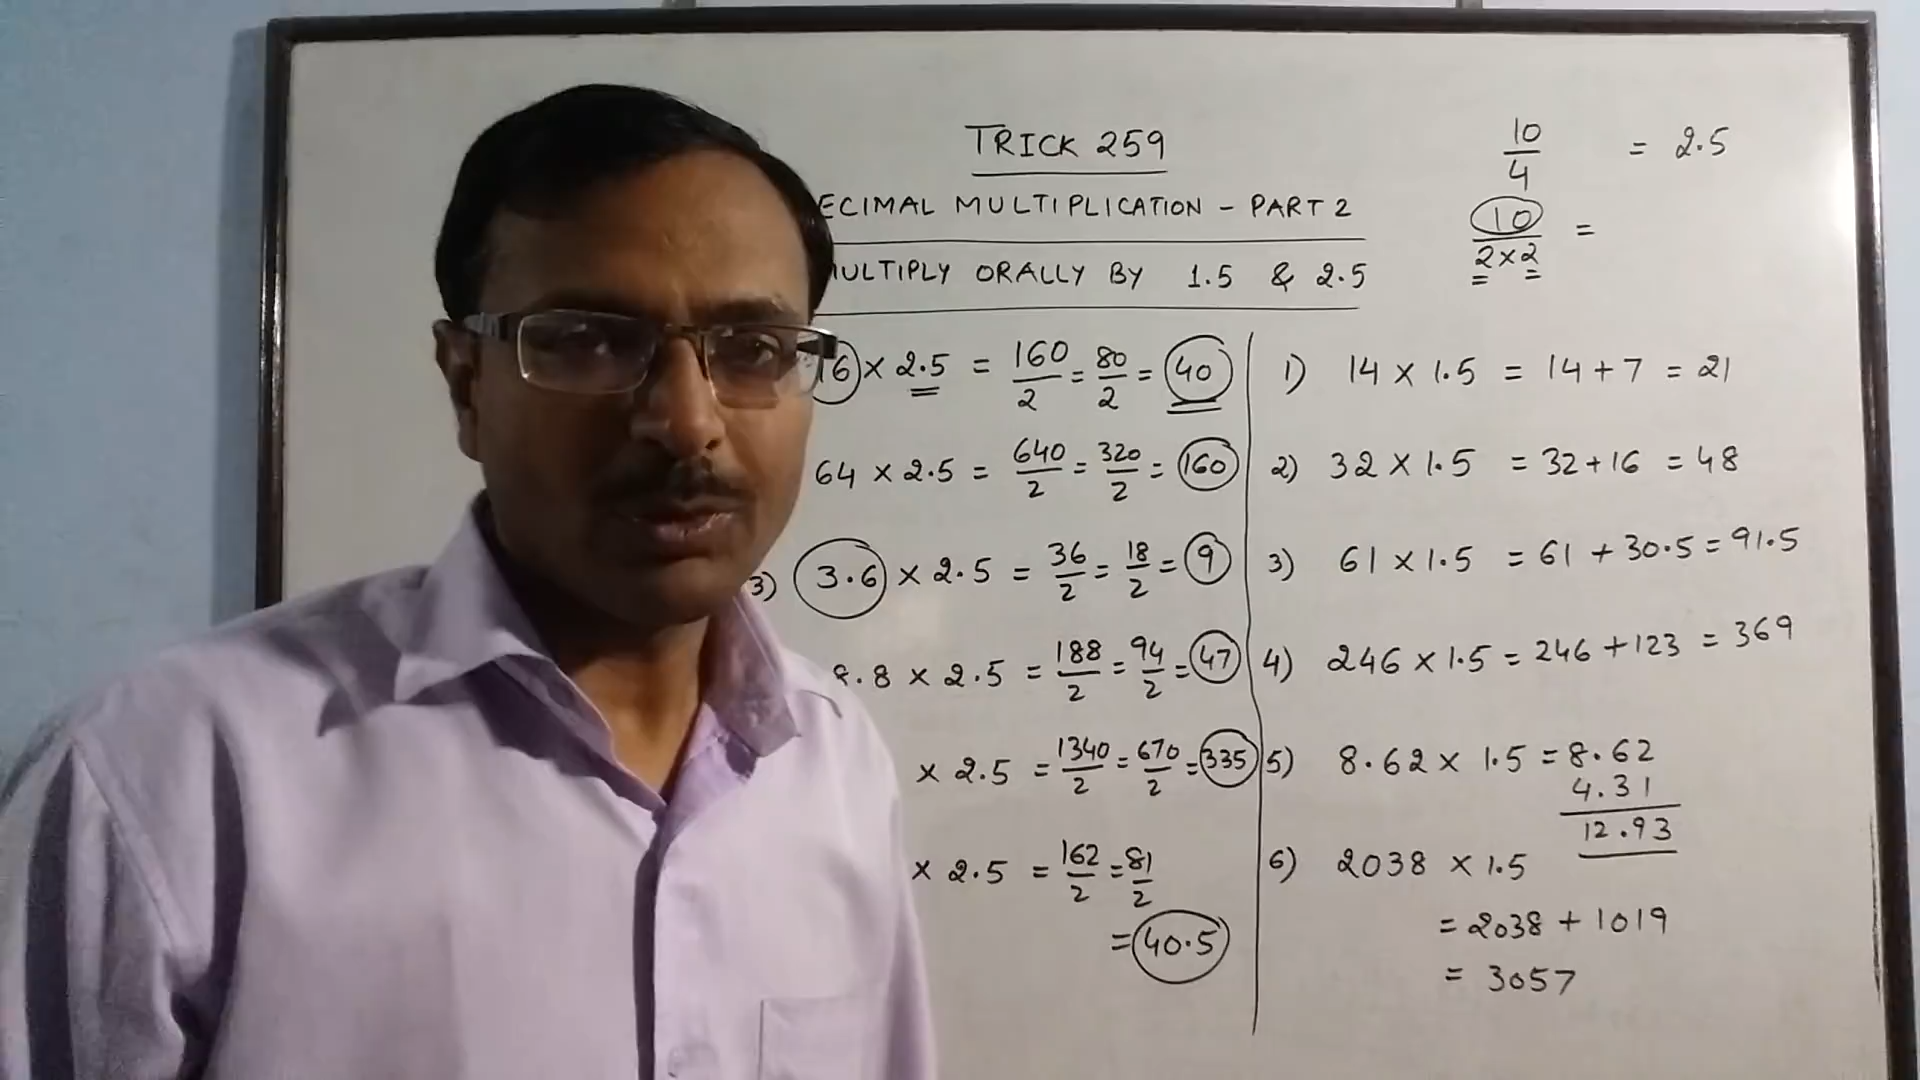 TRICK 259
ECIMAL MULTIPLICATION - PART 2
MULTIPLY ORALLY BY 1.5 & 2.5
10/4 = 2.5
10/2×2 =
16 × 2.5 = 160/2 = 80/2 = 40
64 × 2.5 = 640/2 = 320/2 = 160
3) 3.6 × 2.5 = 36/2 = 18/2 = 9
.8 × 2.5 = 188/2 = 94/2 = 47
× 2.5 = 1340/2 = 670/2 = 335
× 2.5 = 162/2 = 81/2
= 40.5
1) 14 × 1.5 = 14 + 7 = 21
2) 32 × 1.5 = 32 + 16 = 48
3) 61 × 1.5 = 61 + 30.5 = 91.5
4) 246 × 1.5 = 246 + 123 = 369
5) 8.62 × 1.5 = 8.62
4.31
12.93
6) 2038 × 1.5
= 2038 + 1019
= 3057